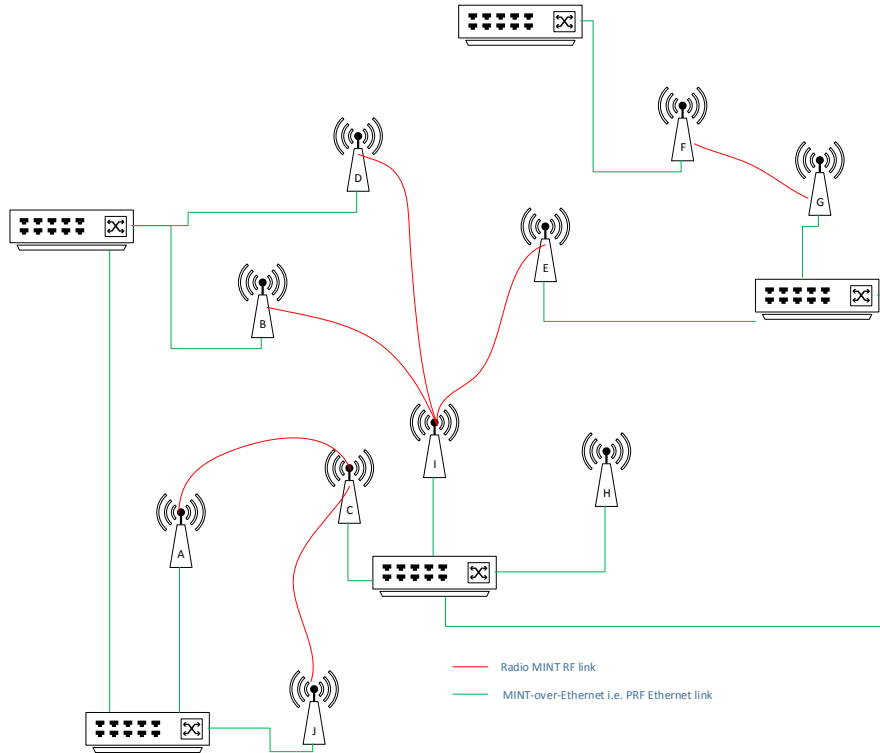 F
D
G
E
B
I
H
C
A
Radio MINT RF link
MINT-over-Ethernet i.e. PRF Ethernet link
J